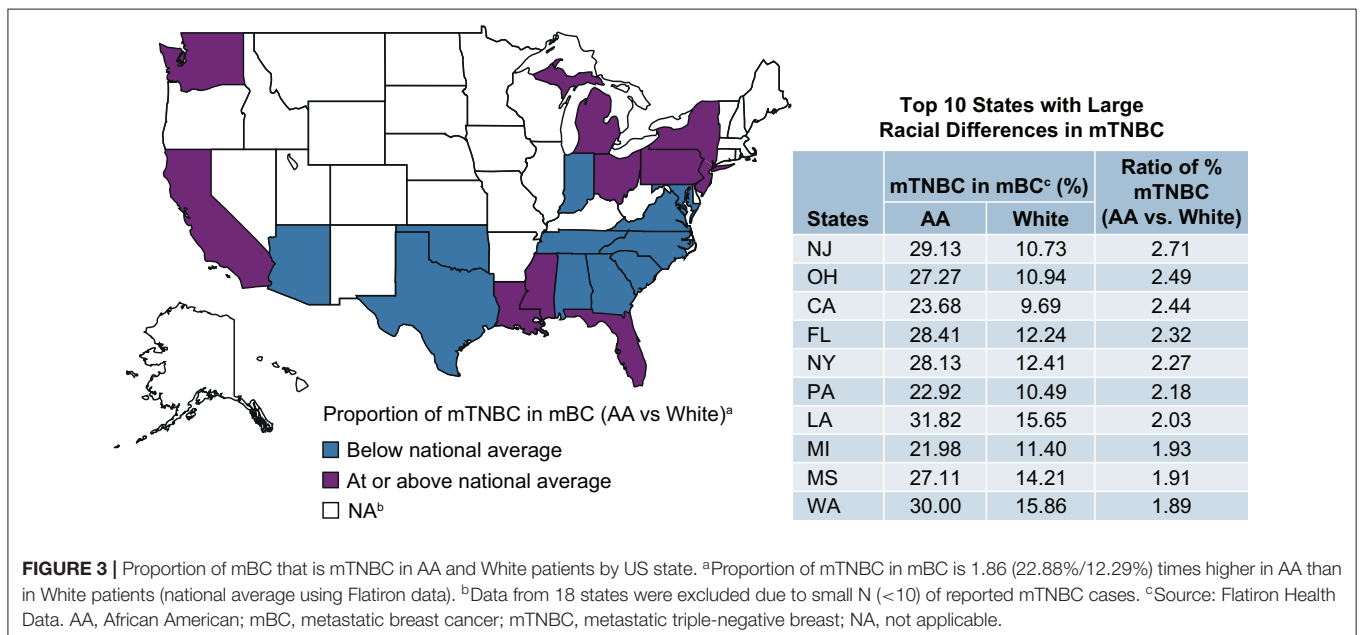 Top 10 States with Large
Racial Differences in mTNBC
States
mTNBC in mBCᶜ (%)
Ratio of %
mTNBC
(AA vs. White)
AA White
NJ 29.13 10.73 2.71
OH 27.27 10.94 2.49
CA 23.68 9.69 2.44
FL 28.41 12.24 2.32
NY 28.13 12.41 2.27
PA 22.92 10.49 2.18
LA 31.82 15.65 2.03
MI 21.98 11.40 1.93
MS 27.11 14.21 1.91
WA 30.00 15.86 1.89
Proportion of mTNBC in mBC (AA vs White)ᵃ
Below national average
At or above national average
NAᵇ
FIGURE 3 | Proportion of mBC that is mTNBC in AA and White patients by US state. ᵃProportion of mTNBC in mBC is 1.86 (22.88%/12.29%) times higher in AA than
in White patients (national average using Flatiron data). ᵇData from 18 states were excluded due to small N (<10) of reported mTNBC cases. ᶜSource: Flatiron Health
Data. AA, African American; mBC, metastatic breast cancer; mTNBC, metastatic triple-negative breast; NA, not applicable.